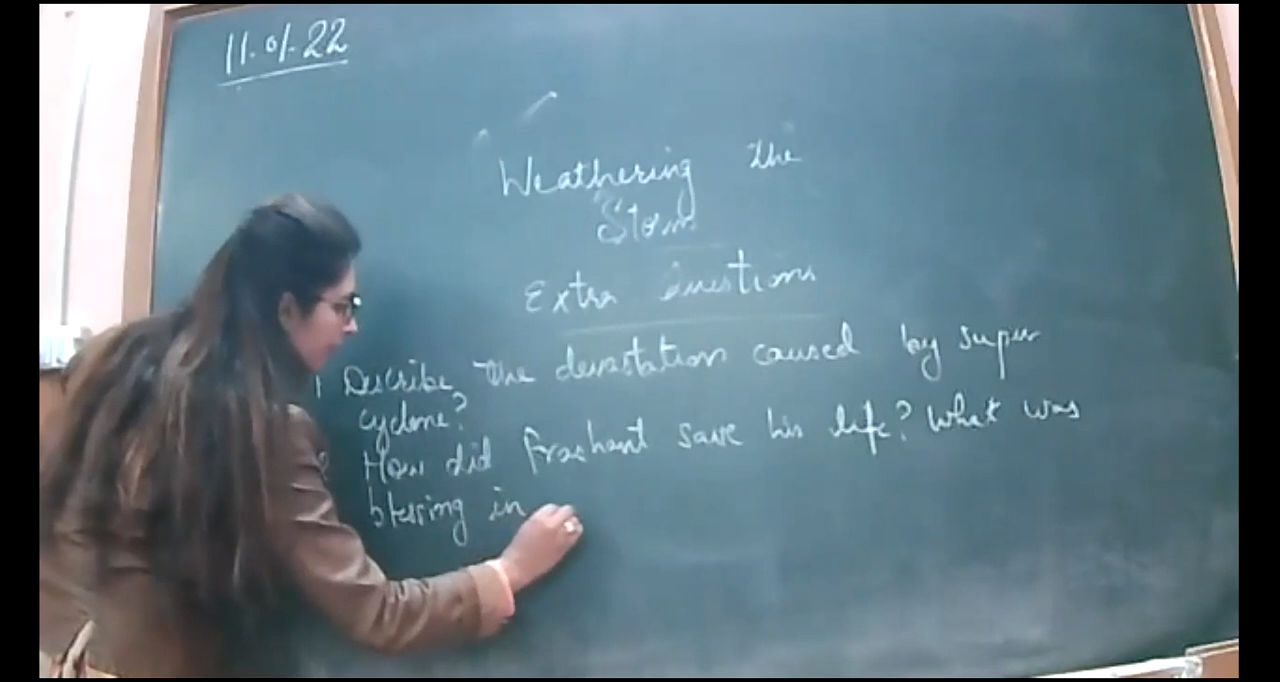 11.01.22
Weathering the
Storm
Extra Questions
1 Describe the devastation caused by super
cyclone?
How did Prashant save his life? What was
blessing in